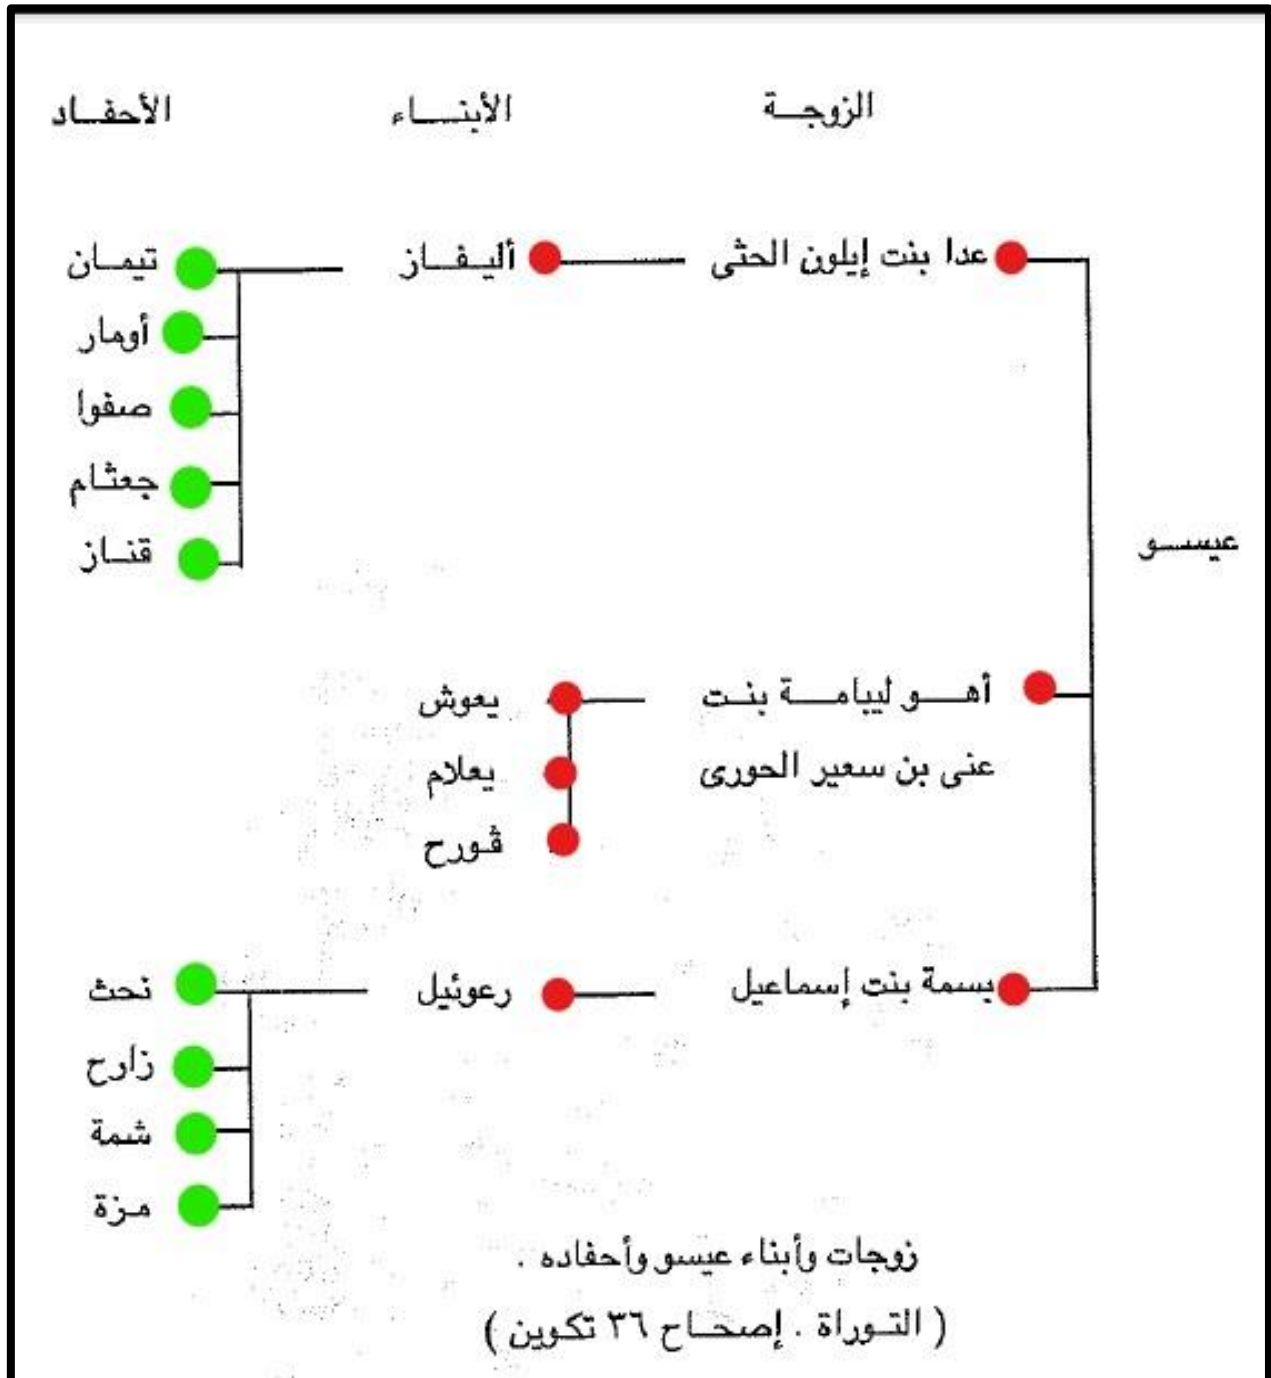 الزوجة الأبناء الأحفاد
عدا بنت إيلون الحثى أليفاز تيمان
أومار
صفوا
جعثام
قناز
عيسو
أهو ليبامة بنت يعوش
عنى بن سعير الحورى يعلام
قورح
بسمة بنت إسماعيل رعوئيل نحث
زارح
شمة
مزة
زوجات وأبناء عيسو وأحفاده .
( التوراة . إصحاح ٣٦ تكوين )